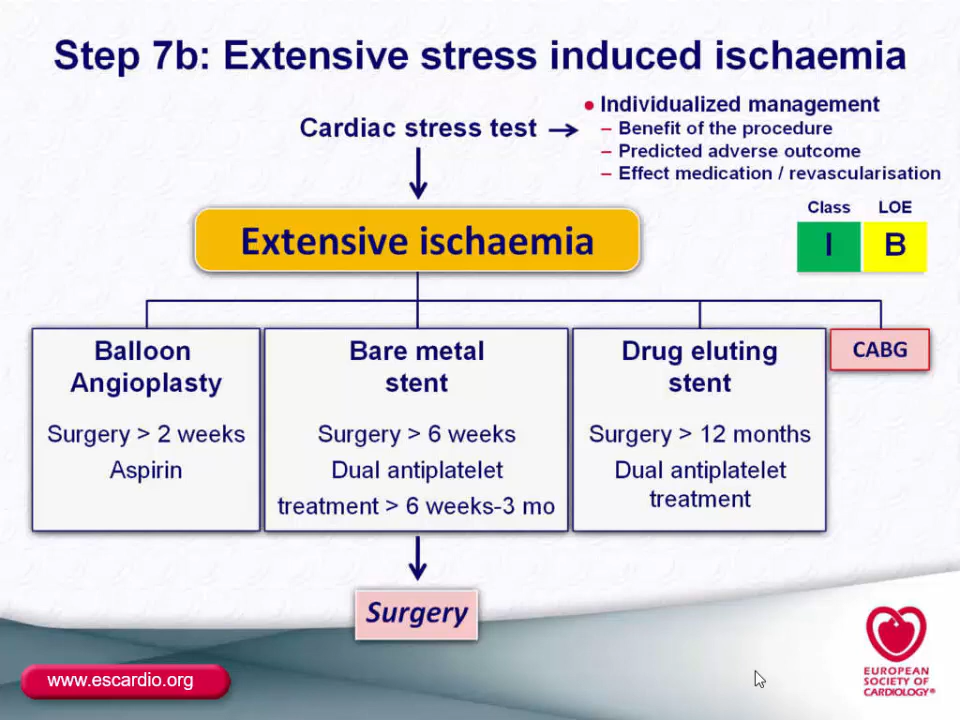 Step 7b: Extensive stress induced ischaemia
Cardiac stress test
● Individualized management
– Benefit of the procedure
– Predicted adverse outcome
– Effect medication / revascularisation
Class LOE
I B
Extensive ischaemia
Balloon
Angioplasty
Surgery > 2 weeks
Aspirin
Bare metal
stent
Surgery > 6 weeks
Dual antiplatelet
treatment > 6 weeks-3 mo
Drug eluting
stent
Surgery > 12 months
Dual antiplatelet
treatment
CABG
Surgery
www.escardio.org
EUROPEAN
SOCIETY OF
CARDIOLOGY®